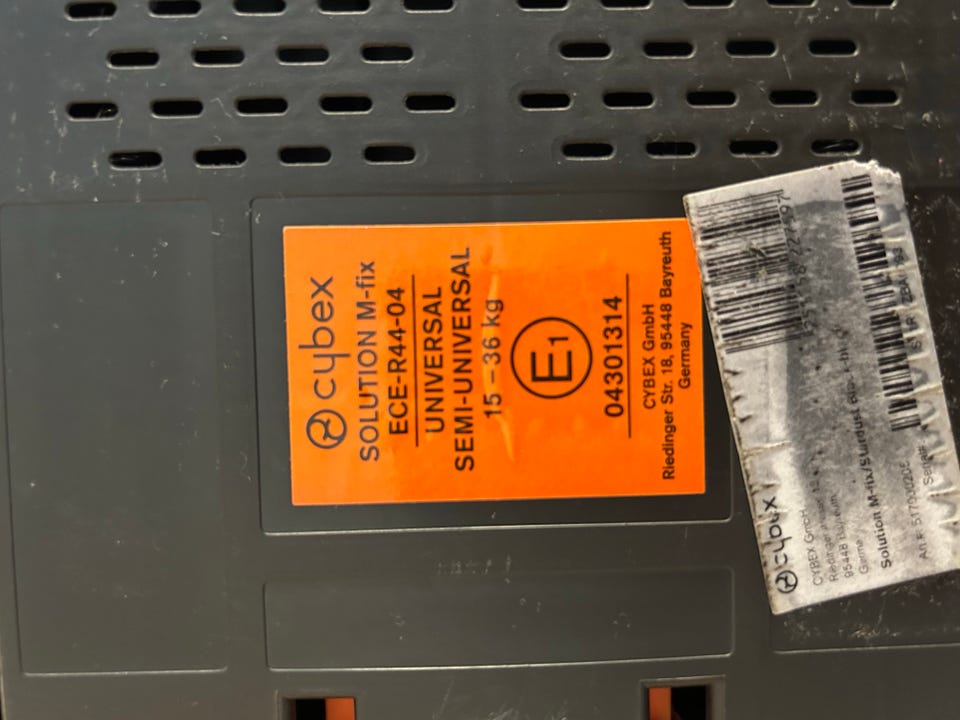 cybex
SOLUTION M-fix
ECE-R44-04
UNIVERSAL
SEMI-UNIVERSAL
15 - 36 kg
E1
04301314
CYBEX GmbH
Riedinger Str. 18, 95448 Bayreuth
Germany
cybex
CYBEX GmbH
95448
Solution M-fix/Stardust